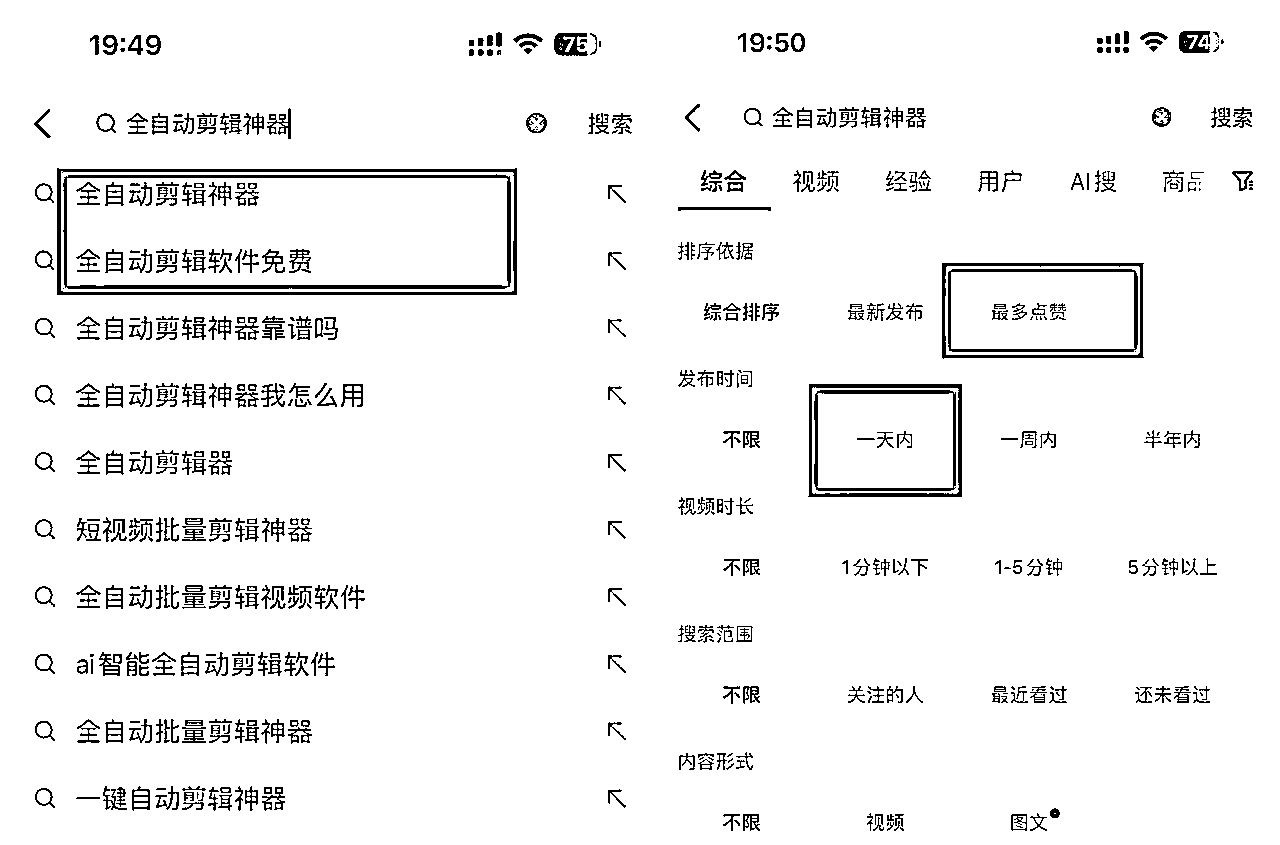 19:49
75
全自动剪辑神器
搜索
全自动剪辑神器
全自动剪辑软件免费
全自动剪辑神器靠谱吗
全自动剪辑神器我怎么用
全自动剪辑器
短视频批量剪辑神器
全自动批量剪辑视频软件
ai智能全自动剪辑软件
全自动批量剪辑神器
一键自动剪辑神器
19:50
74
全自动剪辑神器
搜索
综合 视频 经验 用户 AI搜 商品
排序依据
综合排序 最新发布 最多点赞
发布时间
不限 一天内 一周内 半年内
视频时长
不限 1分钟以下 1-5分钟 5分钟以上
搜索范围
不限 关注的人 最近看过 还未看过
内容形式
不限 视频 图文